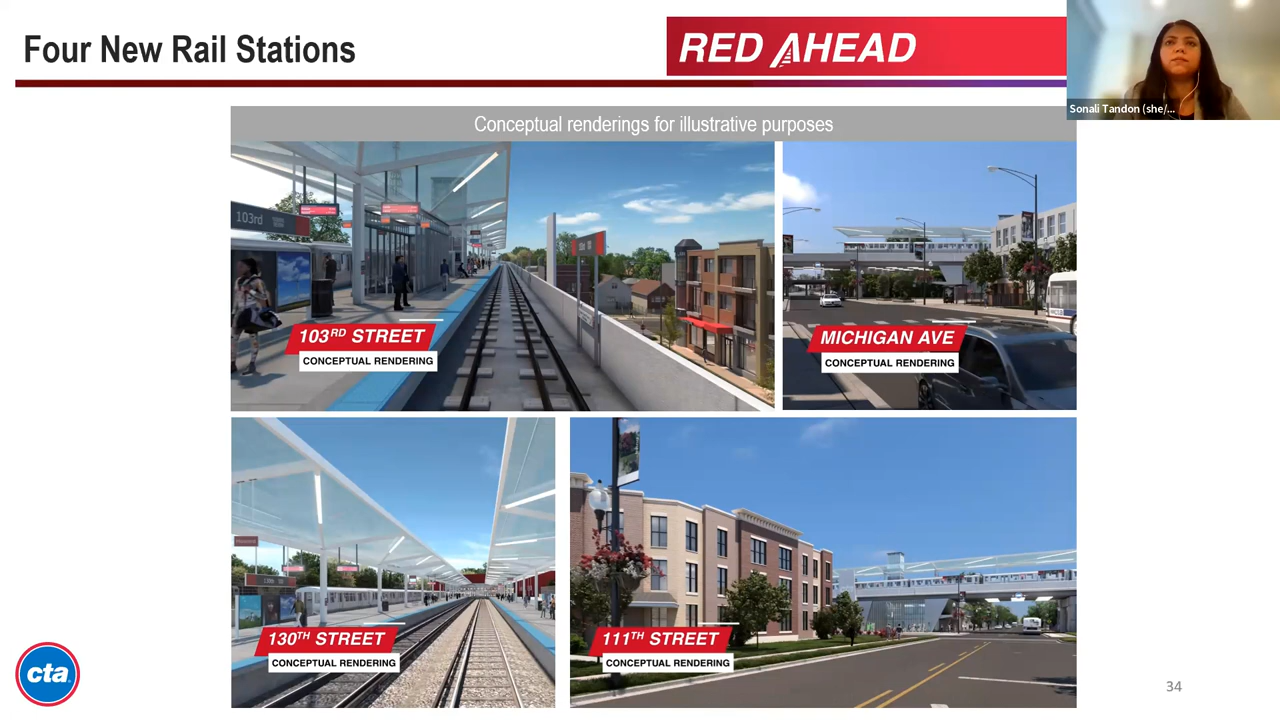 Four New Rail Stations
RED AHEAD
Sonali Tandon (she/...
Conceptual renderings for illustrative purposes
103rd
103RD STREET
CONCEPTUAL RENDERING
MICHIGAN AVE
CONCEPTUAL RENDERING
130TH STREET
CONCEPTUAL RENDERING
111TH STREET
CONCEPTUAL RENDERING
cta
34